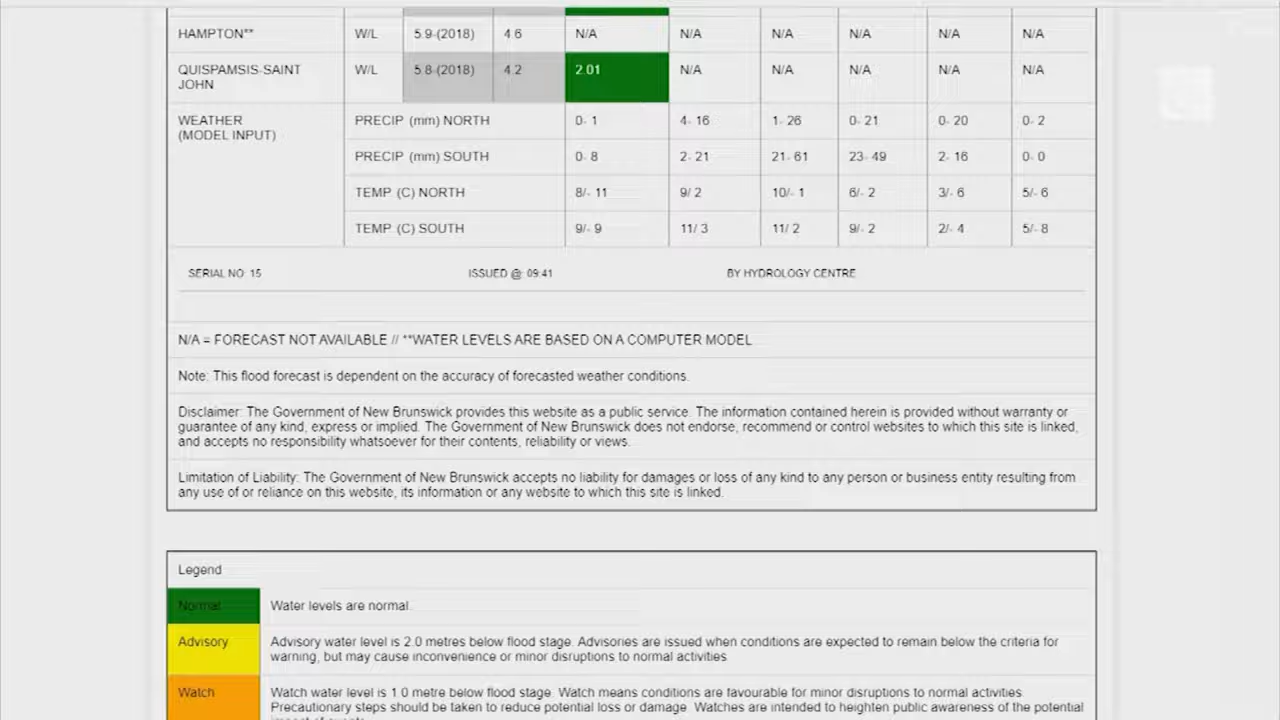 HAMPTON** W/L 5.9-(2018) 4.6 N/A N/A N/A N/A N/A N/A
QUISPAMSIS-SAINT W/L 5.8-(2018) 4.2 2.01 N/A N/A N/A N/A N/A
JOHN
WEATHER PRECIP (mm) NORTH 0- 1 4- 16 1- 26 0- 21 0- 20 0- 2
(MODEL INPUT)
PRECIP (mm) SOUTH 0- 8 2- 21 21- 61 23- 49 2- 16 0- 0
TEMP (C) NORTH 8/- 11 9/ 2 10/- 1 6/- 2 3/- 6 5/- 6
TEMP (C) SOUTH 9/- 9 11/ 3 11/ 2 9/- 2 2/- 4 5/- 8
SERIAL NO: 15 ISSUED @: 09:41 BY HYDROLOGY CENTRE
N/A = FORECAST NOT AVAILABLE // **WATER LEVELS ARE BASED ON A COMPUTER MODEL
Note: This flood forecast is dependent on the accuracy of forecasted weather conditions.
Disclaimer: The Government of New Brunswick provides this website as a public service. The information contained herein is provided without warranty or
guarantee of any kind, express or implied. The Government of New Brunswick does not endorse, recommend or control websites to which this site is linked,
and accepts no responsibility whatsoever for their contents, reliability or views.
Limitation of Liability: The Government of New Brunswick accepts no liability for damages or loss of any kind to any person or business entity resulting from
any use of or reliance on this website, its information or any website to which this site is linked.
Legend
Normal Water levels are normal.
Advisory Advisory water level is 2.0 metres below flood stage. Advisories are issued when conditions are expected to remain below the criteria for
warning, but may cause inconvenience or minor disruptions to normal activities
Watch Watch water level is 1.0 metre below flood stage. Watch means conditions are favourable for minor disruptions to normal activities.
Precautionary steps should be taken to reduce potential loss or damage. Watches are intended to heighten public awareness of the potential